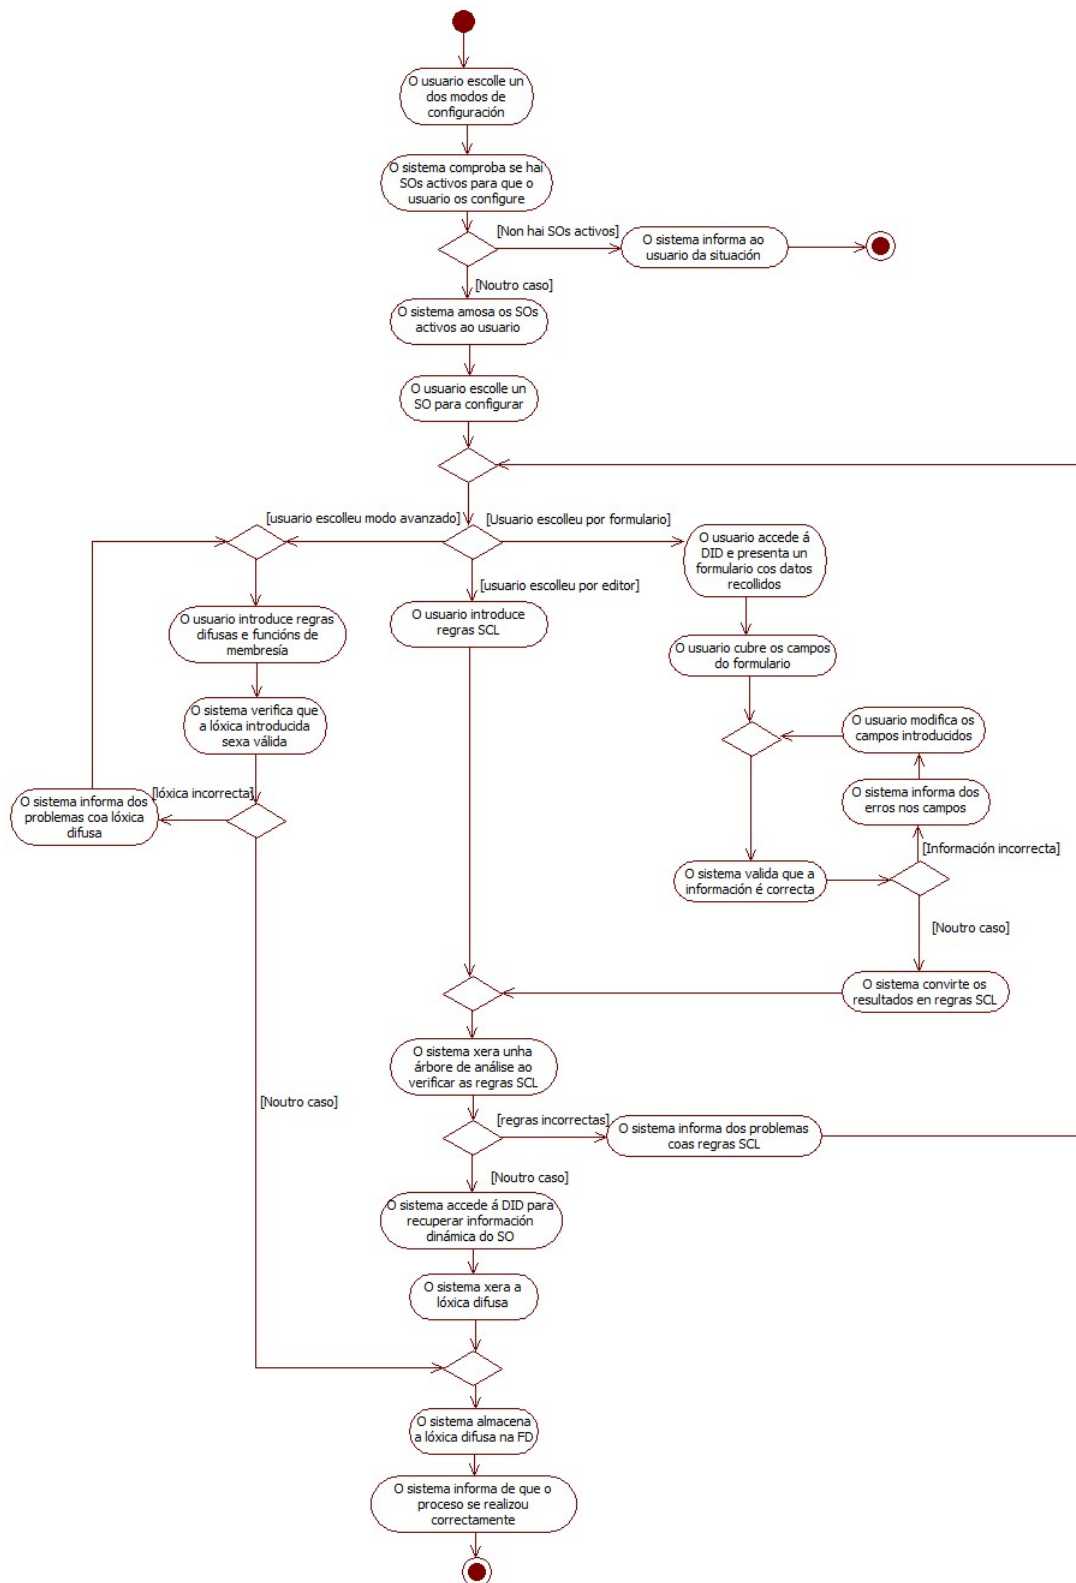 O usuario escolle un
dos modos de
configuración
O sistema comproba se hai
SOs activos para que o
usuario os configure
[Non hai SOs activos]
O sistema informa ao
usuario da situación
[Noutro caso]
O sistema amosa os SOs
activos ao usuario
O usuario escolle un
SO para configurar
[usuario escolleu modo avanzado]
[Usuario escolleu por formulario]
[usuario escolleu por editor]
O usuario accede á
DID e presenta un
formulario cos datos
recollidos
O usuario introduce regras
difusas e funcións de
membresía
O usuario introduce
regras SCL
O usuario cubre os campos
do formulario
O sistema verifica que
a lóxica introducida
sexa válida
O usuario modifica os
campos introducidos
O sistema informa dos
erros nos campos
[lóxica incorrecta]
O sistema informa dos
problemas coa lóxica
difusa
[Información incorrecta]
O sistema valida que a
información é correcta
[Noutro caso]
O sistema convirte os
resultados en regras SCL
O sistema xera unha
árbore de análise ao
verificar as regras SCL
[Noutro caso]
[regras incorrectas]
O sistema informa dos problemas
coas regras SCL
[Noutro caso]
O sistema accede á DID para
recuperar información
dinámica do SO
O sistema xera a
lóxica difusa
O sistema almacena
a lóxica difusa na FD
O sistema informa de que o
proceso se realizou
correctamente